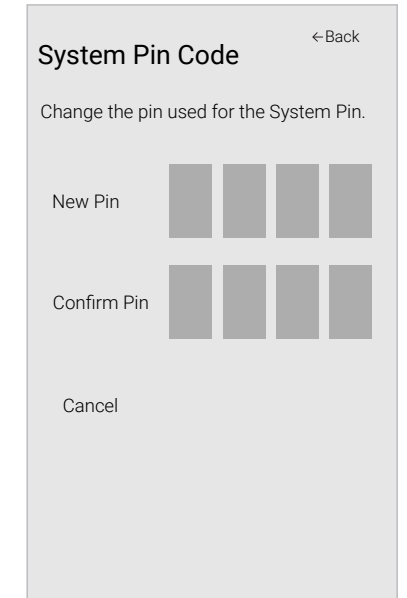 ←Back
System Pin Code
Change the pin used for the System Pin.
New Pin
Confirm Pin
Cancel